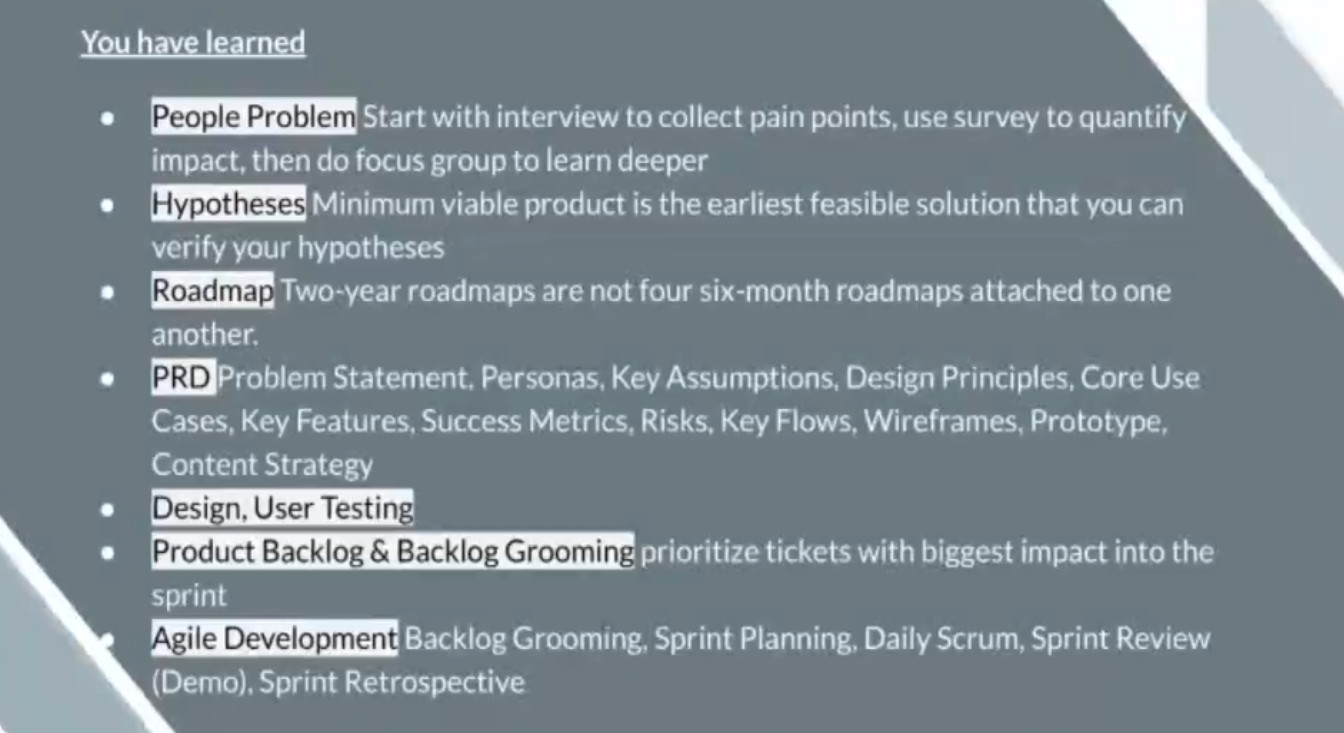 You have learned
• People Problem Start with interview to collect pain points, use survey to quantify
impact, then do focus group to learn deeper
• Hypotheses Minimum viable product is the earliest feasible solution that you can
verify your hypotheses
• Roadmap Two-year roadmaps are not four six-month roadmaps attached to one
another.
• PRD Problem Statement, Personas, Key Assumptions, Design Principles, Core Use
Cases, Key Features, Success Metrics, Risks, Key Flows, Wireframes, Prototype,
Content Strategy
• Design, User Testing
• Product Backlog & Backlog Grooming prioritize tickets with biggest impact into the
sprint
• Agile Development Backlog Grooming, Sprint Planning, Daily Scrum, Sprint Review
(Demo), Sprint Retrospective